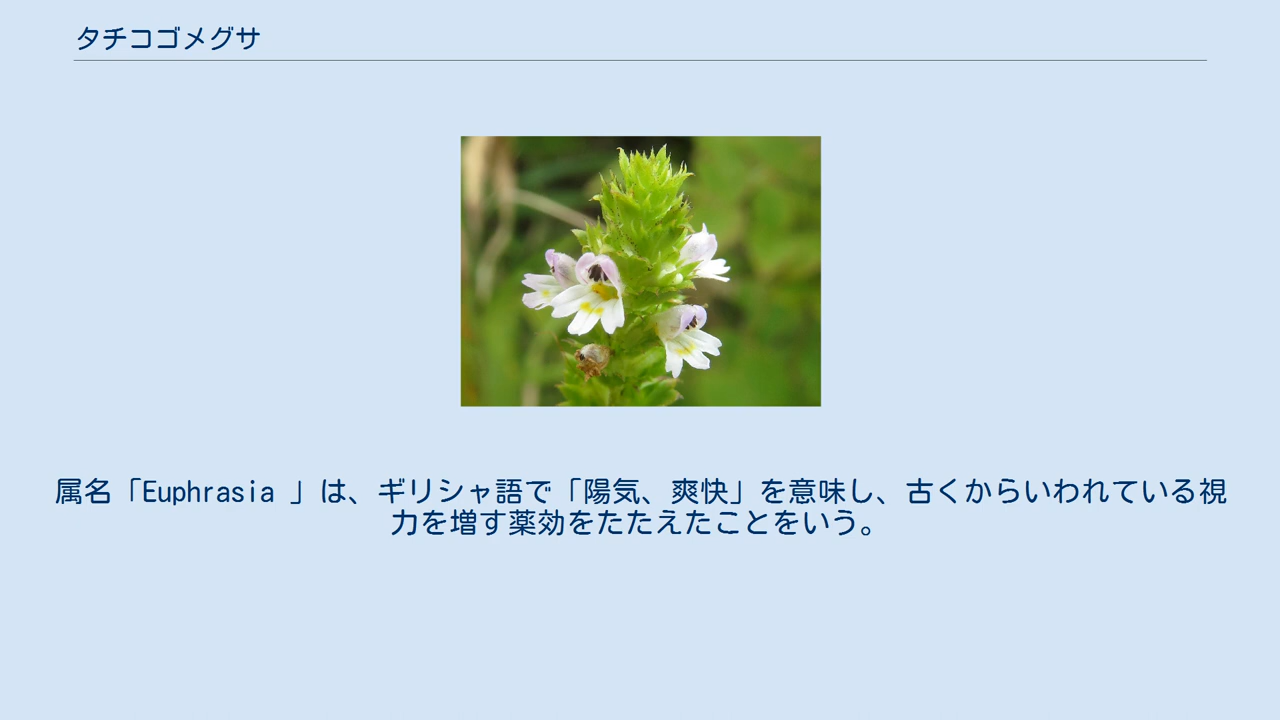 タチコゴメグサ
属名「Euphrasia 」は、ギリシャ語で「陽気、爽快」を意味し、古くからいわれている視
力を増す薬効をたたえたことをいう。